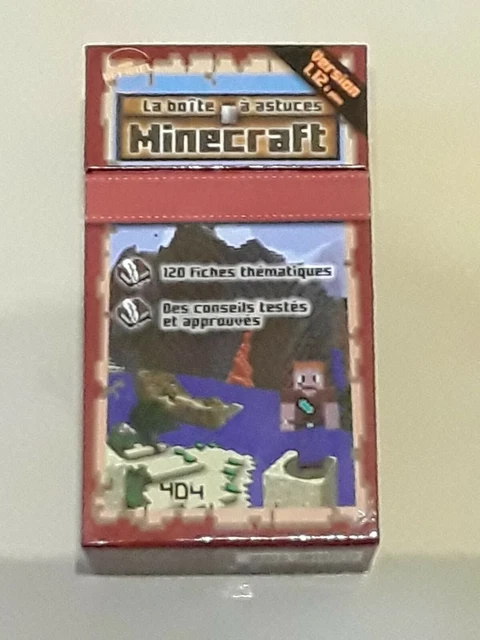 Version
1.12
La boîte à astuces
Minecraft
120 fiches thématiques
Des conseils testés
et approuvés
404